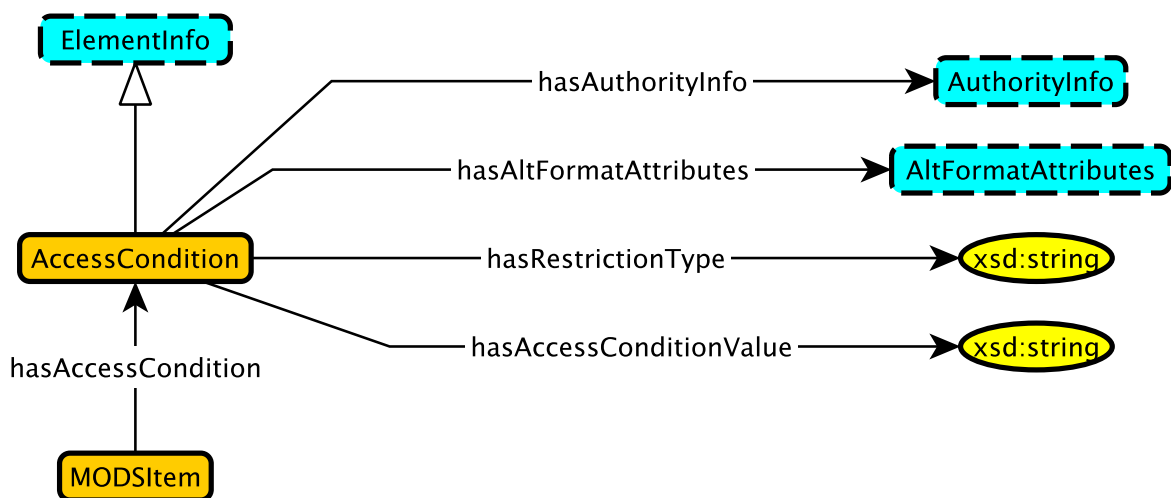 ElementInfo
hasAuthorityInfo
AuthorityInfo
hasAltFormatAttributes
AltFormatAttributes
AccessCondition
hasRestrictionType
xsd:string
hasAccessConditionValue
xsd:string
hasAccessCondition
MODSItem